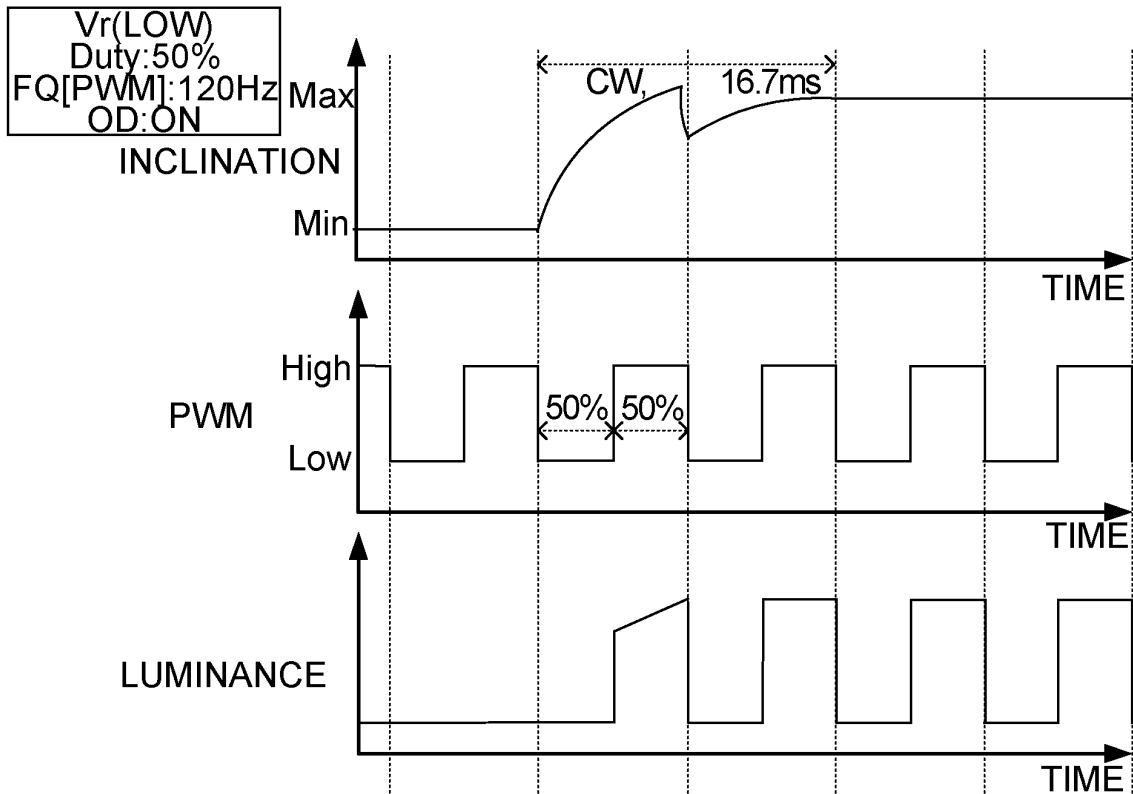 Vr(LOW)
Duty:50%
FQ[PWM]:120Hz
OD:ON
CW,
16.7ms
Max
INCLINATION
Min
TIME
High
50%
50%
PWM
Low
TIME
LUMINANCE
TIME